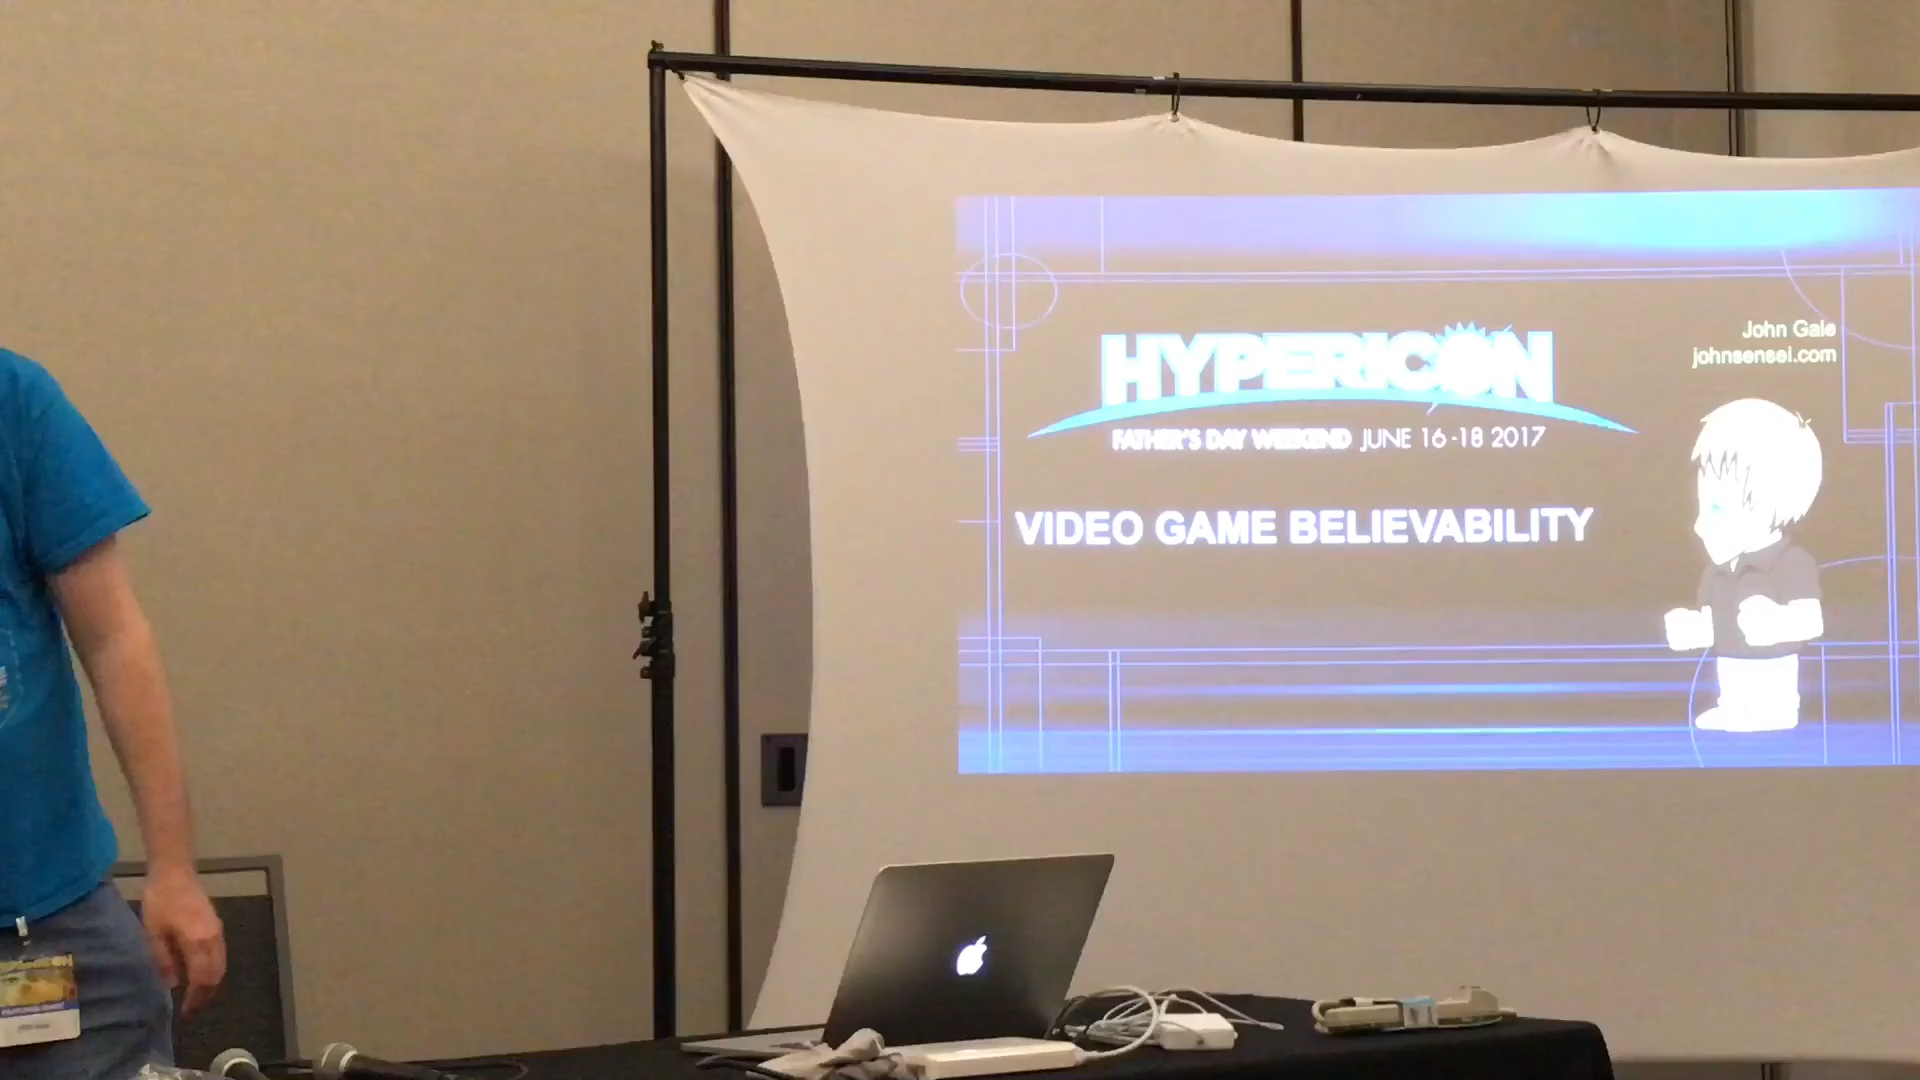 HYPERICON
FATHER'S DAY WEEKEND JUNE 16-18 2017
VIDEO GAME BELIEVABILITY
John Gale
johnsensei.com